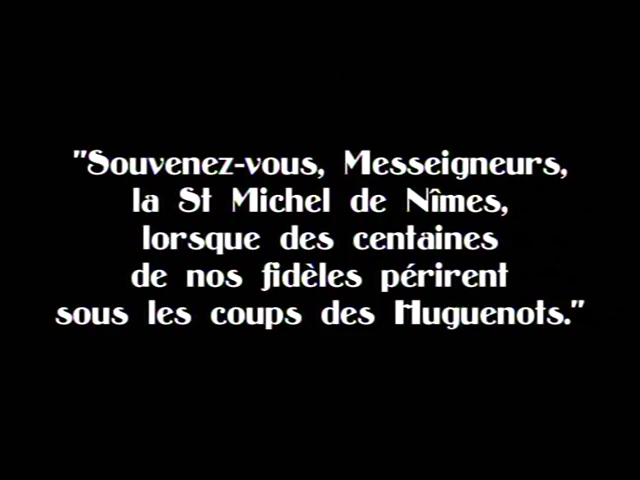 "Souvenez-vous, Messeigneurs,
la St Michel de Nîmes,
lorsque des centaines
de nos fidèles périrent
sous les coups des Huguenots."